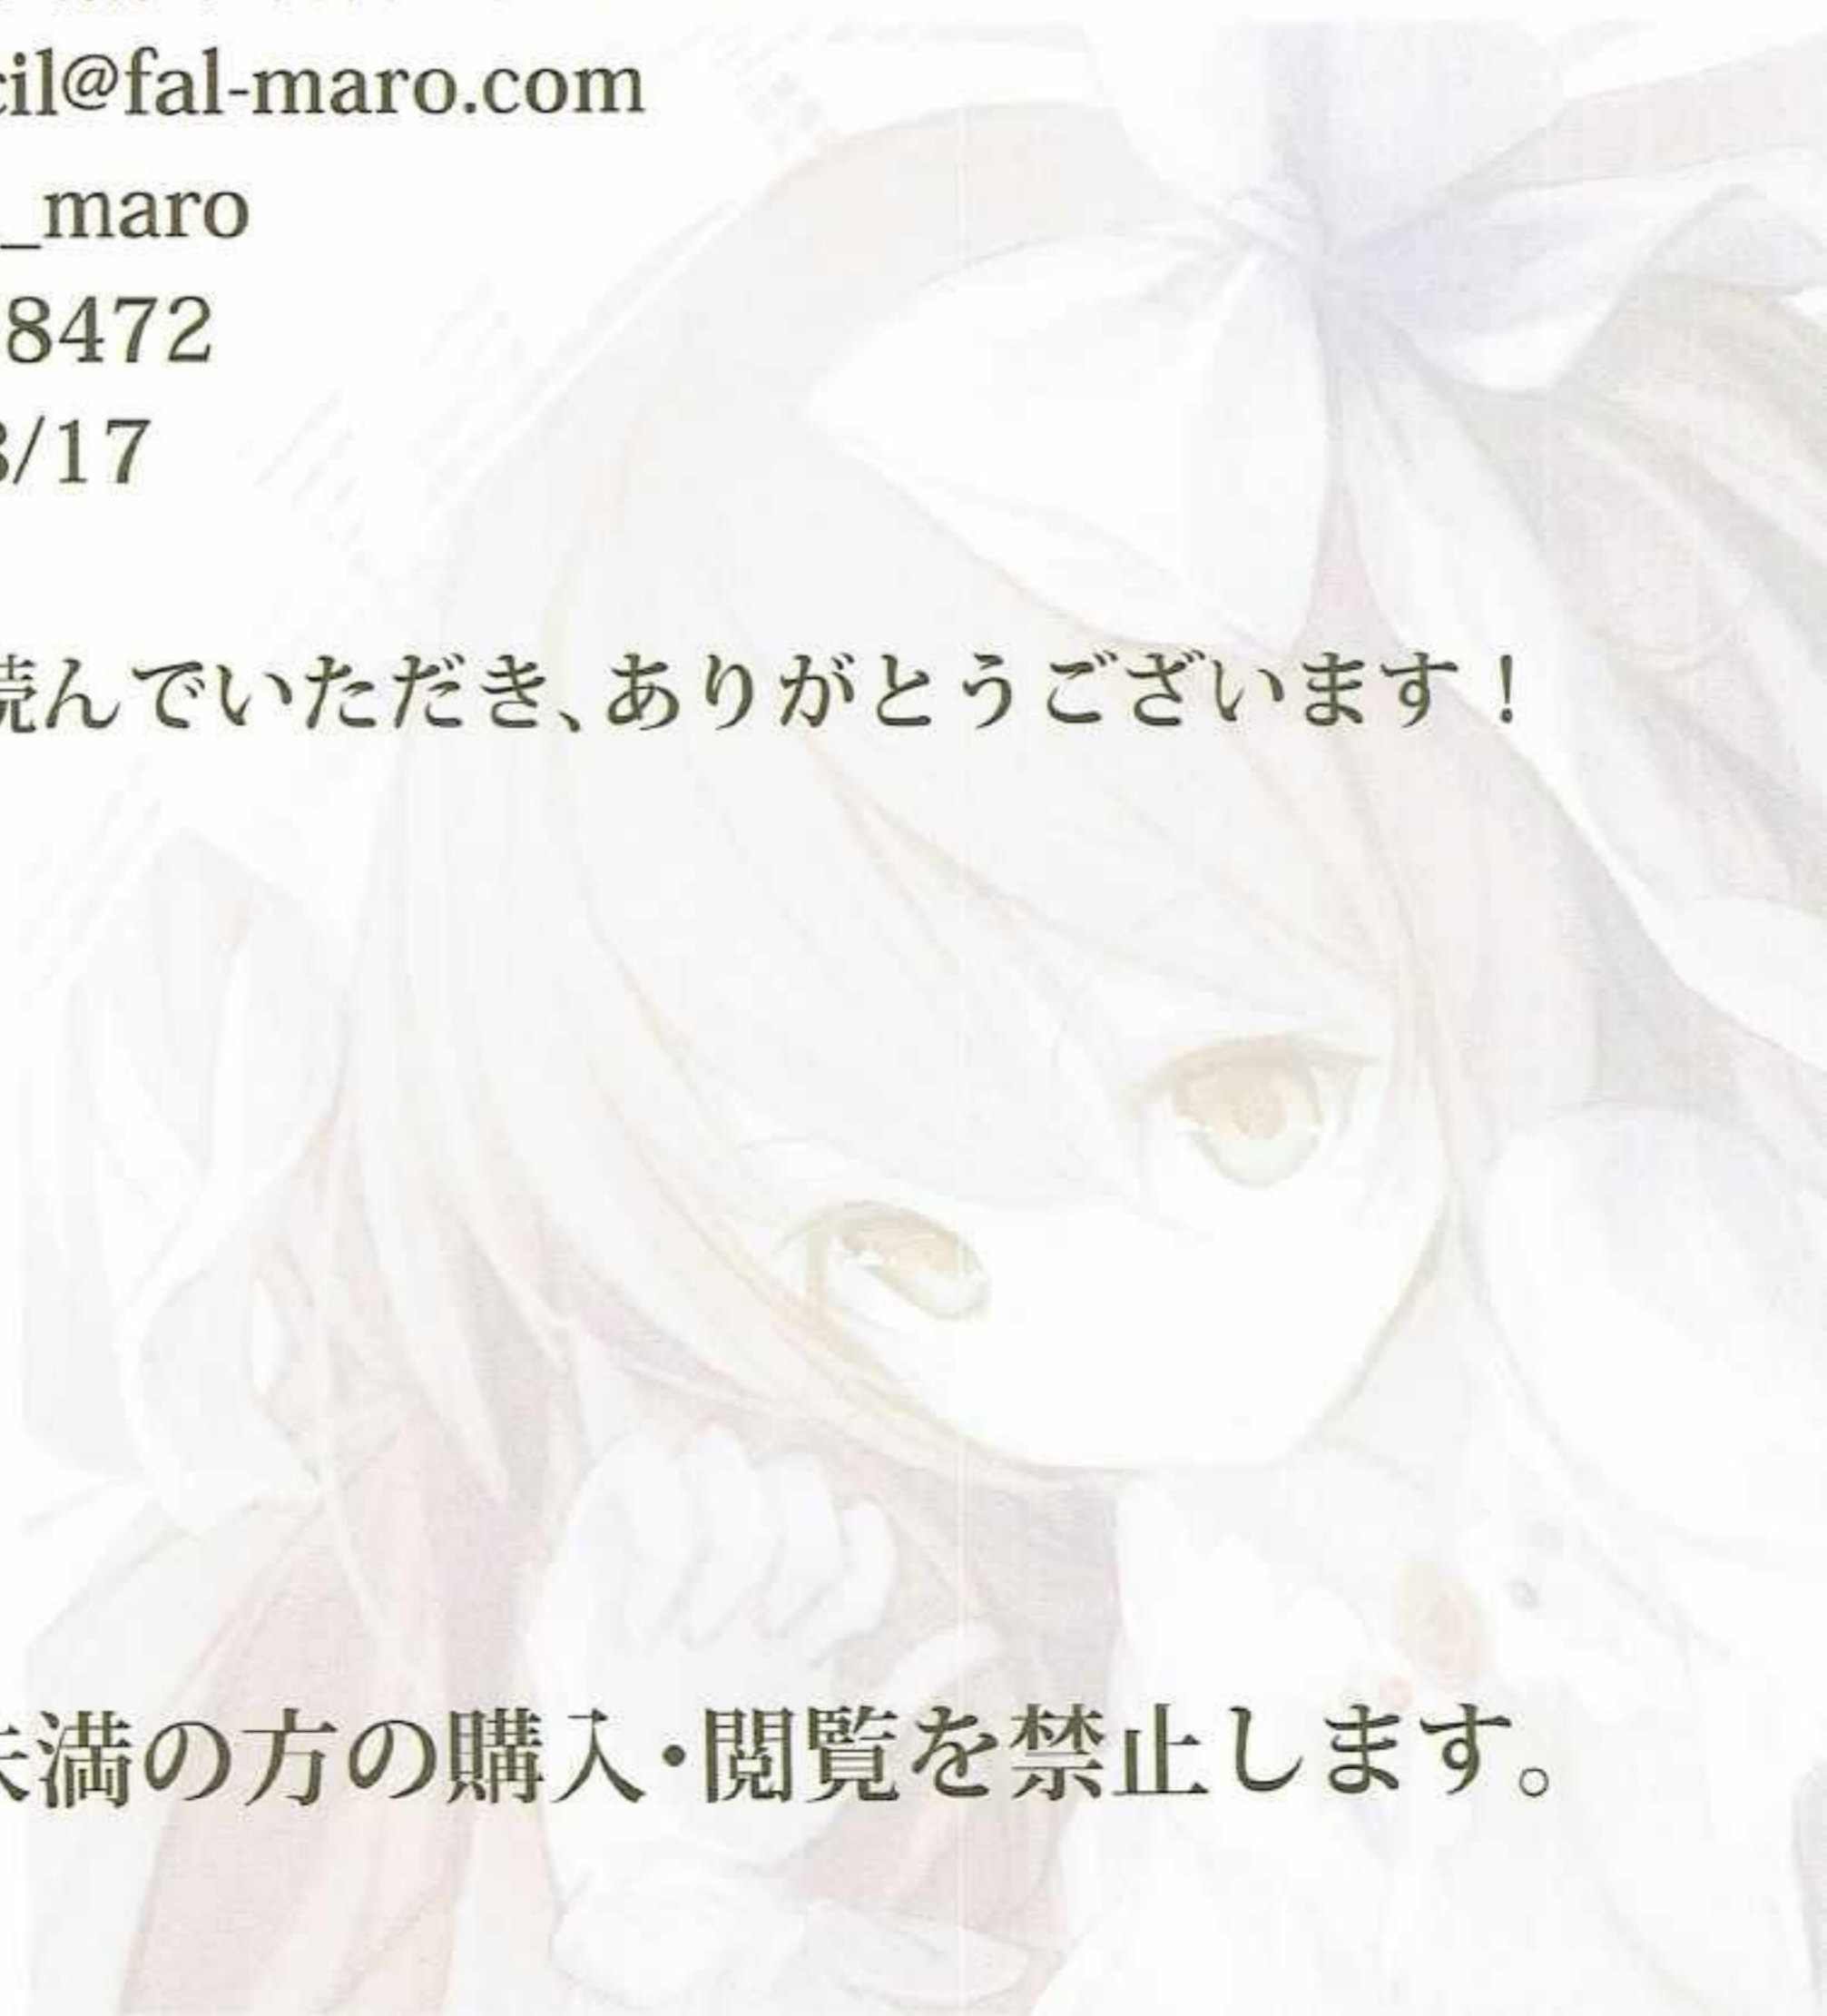 cil@fal-maro.com
_maro
8472
3/17
読んでいただき、ありがとうございます！
未満の方の購入・閲覧を禁止します。